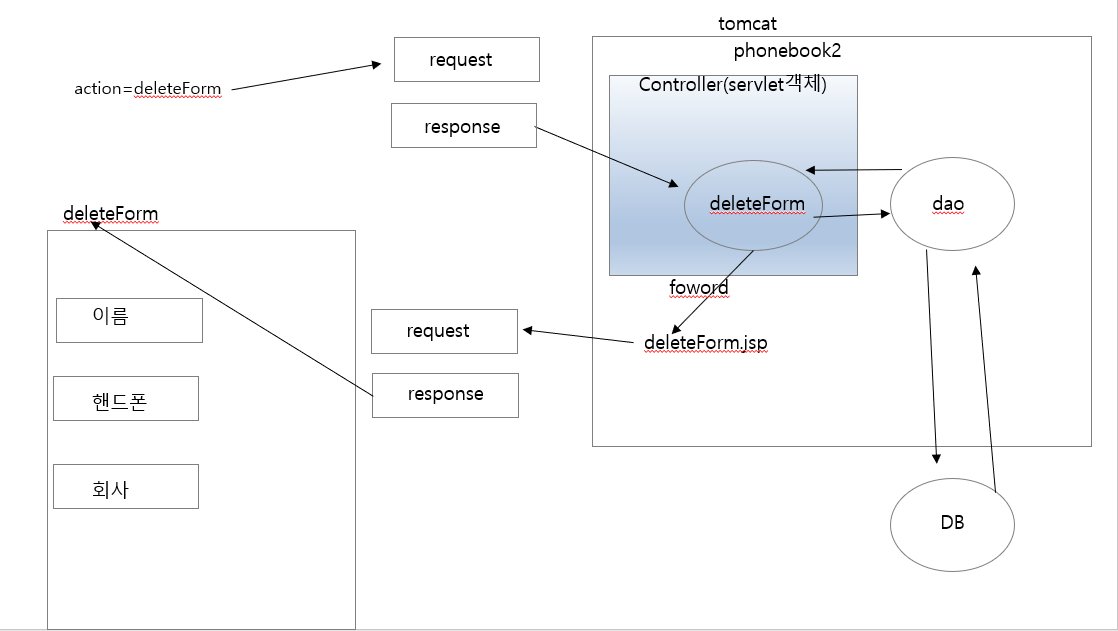 tomcat
phonebook2
request
action=deleteForm
Controller(servlet객체)
response
deleteForm
dao
deleteForm
foword
이름
request
deleteForm.jsp
핸드폰
response
회사
DB